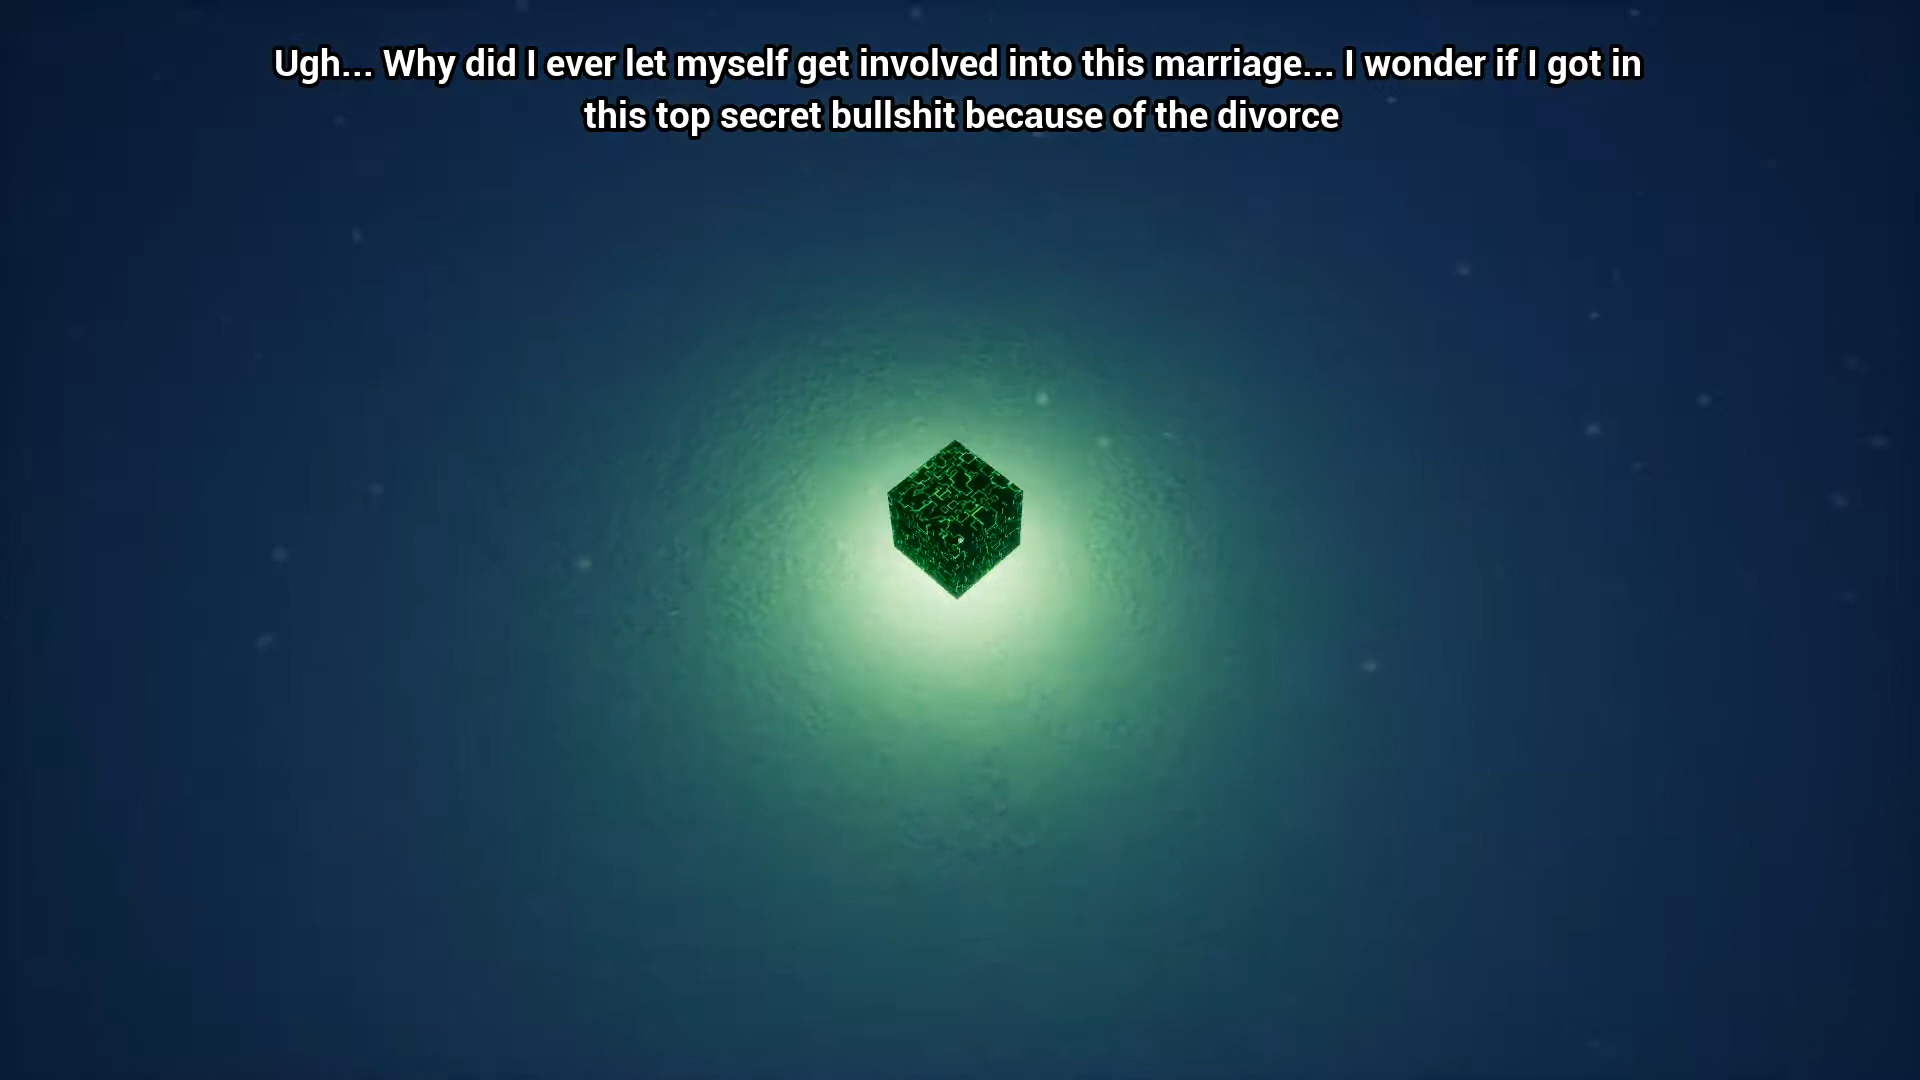 Ugh... Why did I ever let myself get involved into this marriage... I wonder if I got in
this top secret bullshit because of the divorce